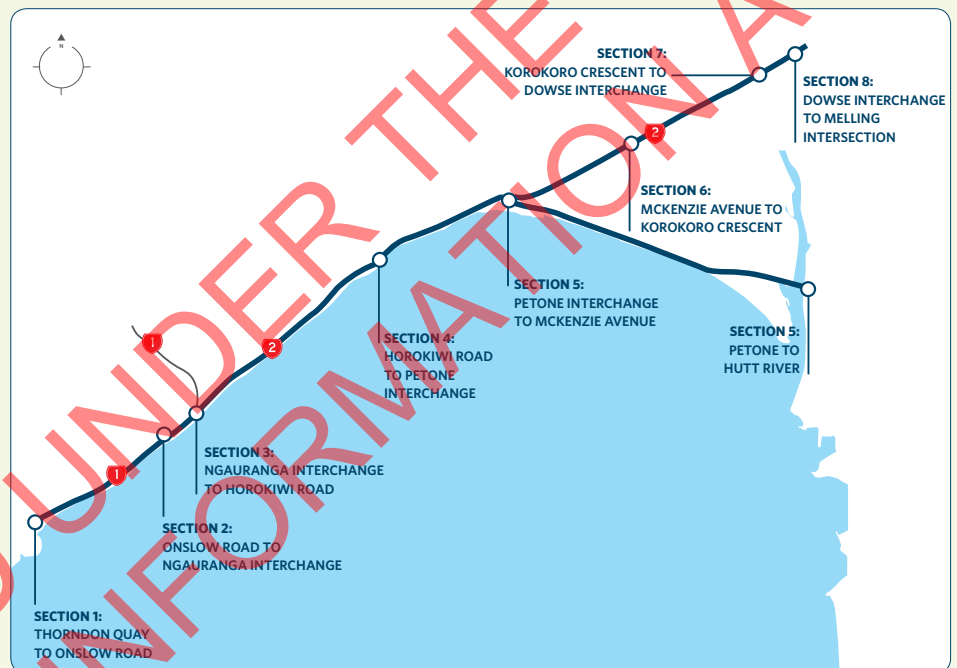 N
SECTION 7:
KOROKORO CRESCENT TO
DOWSE INTERCHANGE
SECTION 8:
DOWSE INTERCHANGE
TO MELLING
INTERSECTION
2
SECTION 6:
MCKENZIE AVENUE TO
KOROKORO CRESCENT
SECTION 5:
PETONE INTERCHANGE
TO MCKENZIE AVENUE
SECTION 5:
PETONE TO
HUTT RIVER
1
2
SECTION 4:
HOROKIWI ROAD
TO PETONE
INTERCHANGE
SECTION 3:
NGAURANGA INTERCHANGE
TO HOROKIWI ROAD
1
SECTION 2:
ONSLOW ROAD TO
NGAURANGA INTERCHANGE
SECTION 1:
THORNDON QUAY
TO ONSLOW ROAD
UNDER THE
INFORMATION A